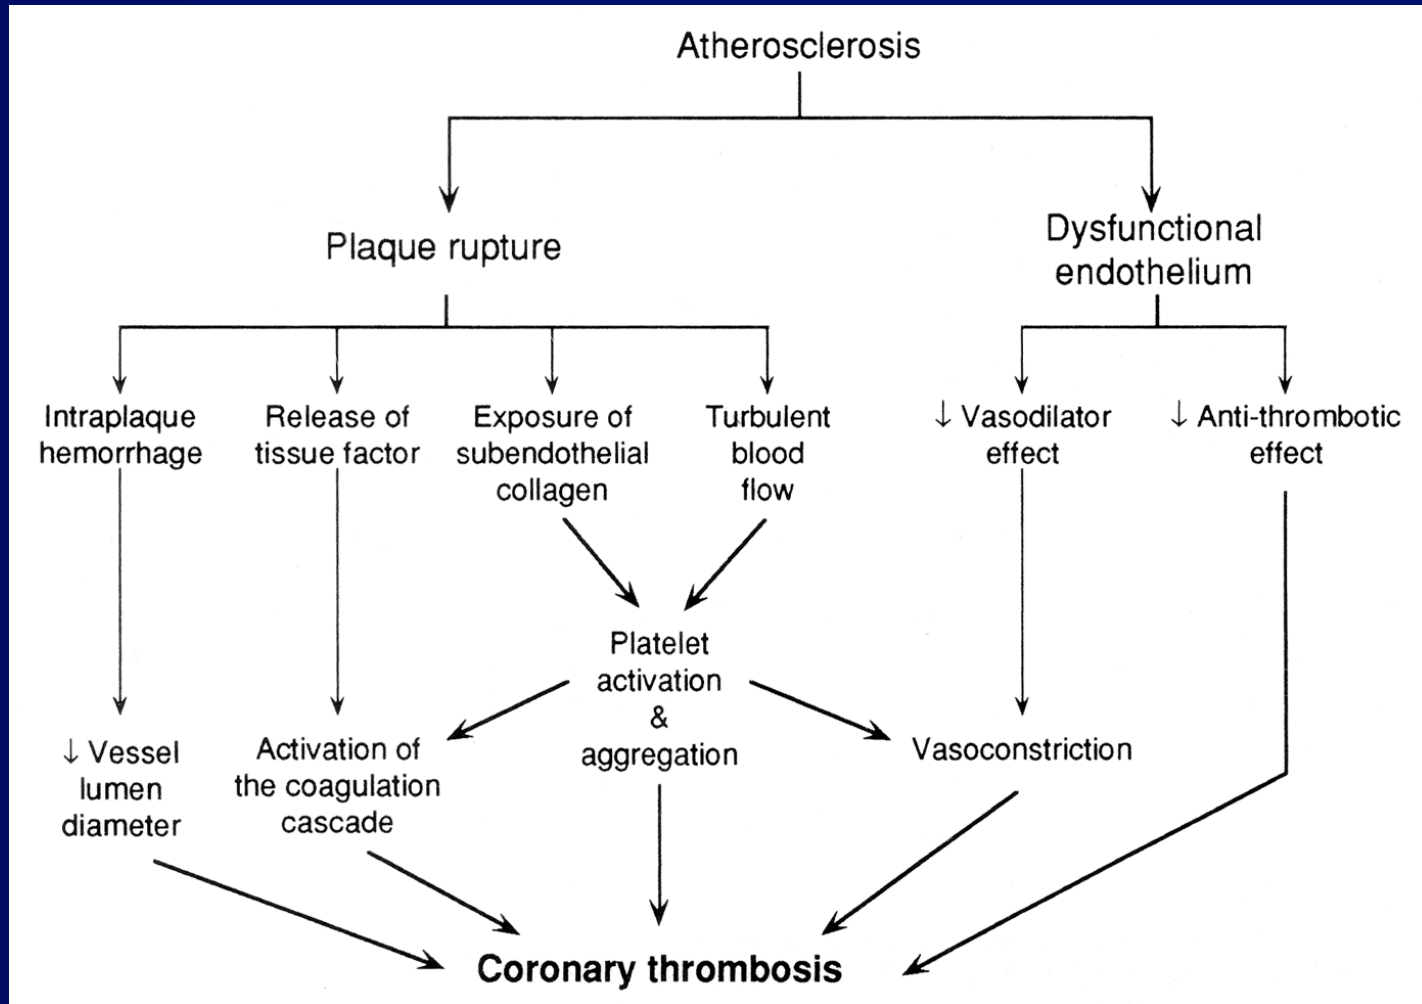 Atherosclerosis
Plaque rupture
Dysfunctional
endothelium
Intraplaque
hemorrhage
Release of
tissue factor
Exposure of
subendothelial
collagen
Turbulent
blood
flow
↓ Vasodilator
effect
↓ Anti-thrombotic
effect
Platelet
activation
&
aggregation
↓ Vessel
lumen
diameter
Activation of
the coagulation
cascade
Vasoconstriction
Coronary thrombosis